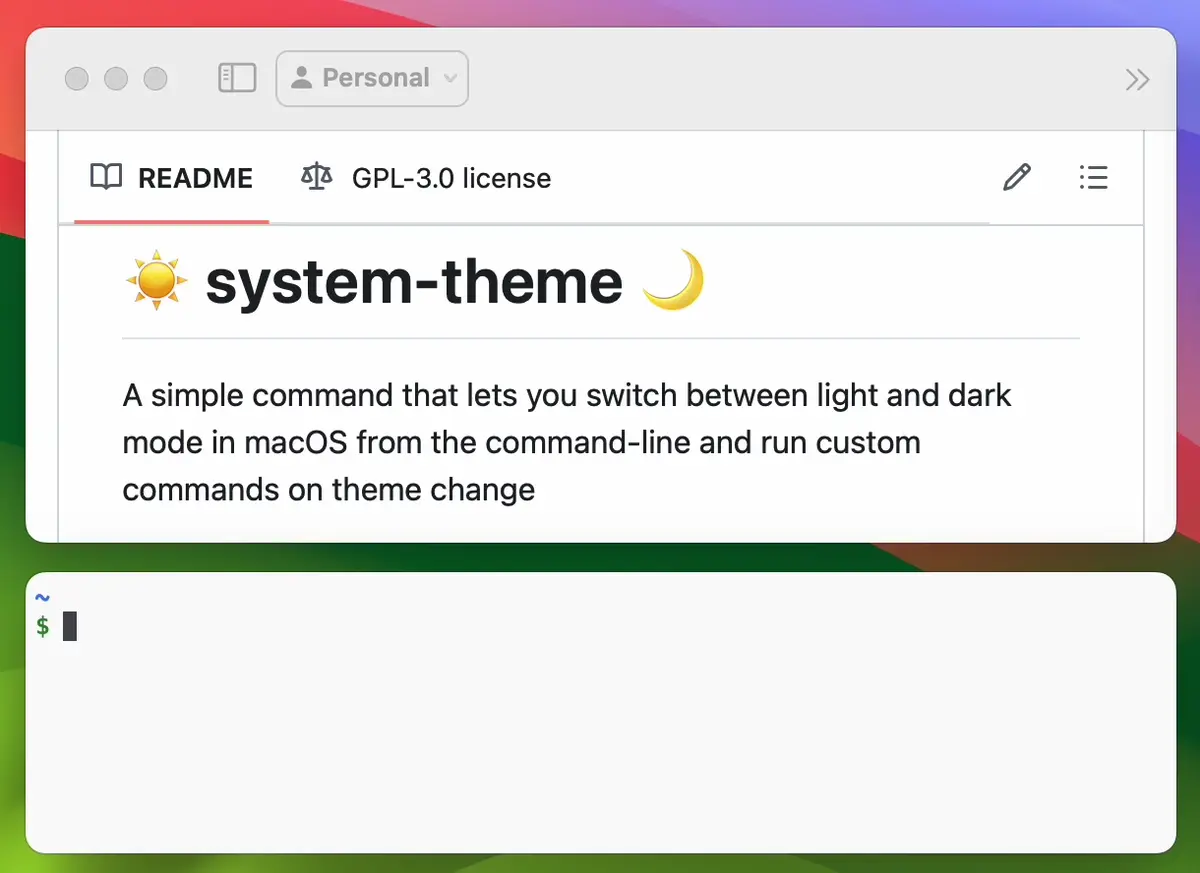 Personal
README GPL-3.0 license
☀️ system-theme 🌙
A simple command that lets you switch between light and dark
mode in macOS from the command-line and run custom
commands on theme change
~
$